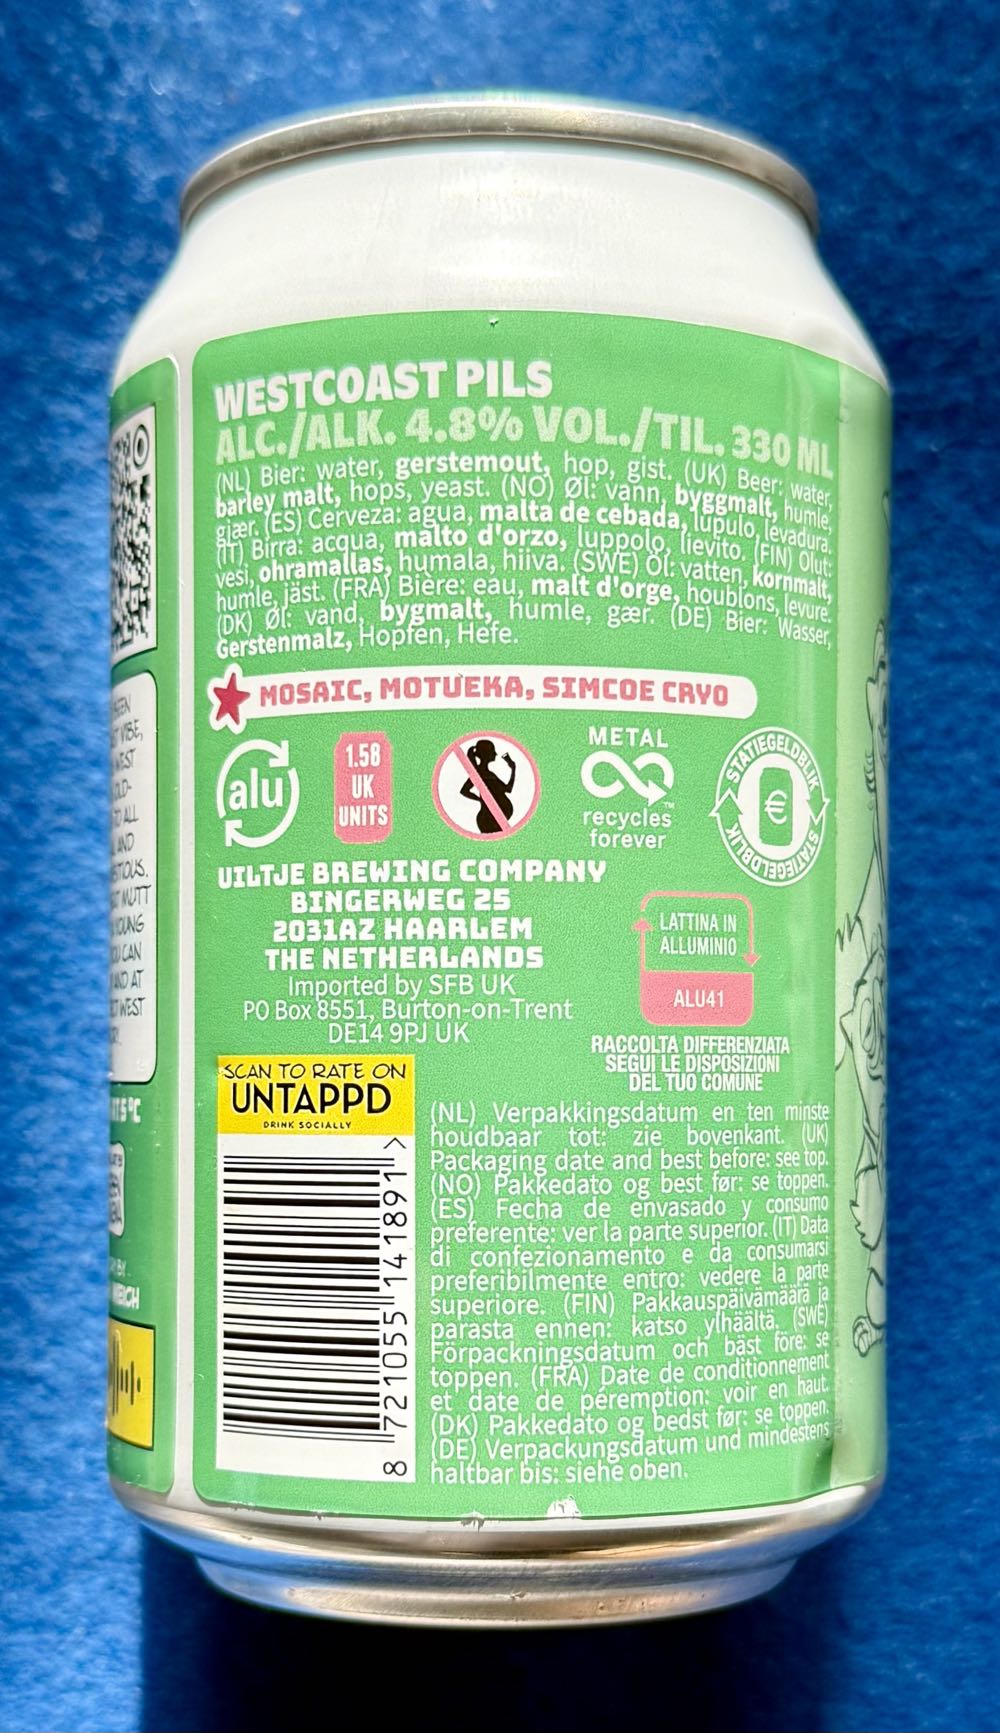 WESTCOAST PILS
ALC./ALK. 4.8% VOL./TIL. 330 ML
(NL) Bier: water, gerstemout, hop, gist. (UK) Beer: water,
barley malt, hops, yeast. (NO) Øl: vann, byggmalt, humle,
gjær. (ES) Cerveza: agua, malta de cebada, lúpulo, levadura.
(IT) Birra: acqua, malto d'orzo, luppolo, lievito. (FIN) Olut:
vesi, ohramallas, humala, hiiva. (SWE) Öl: vatten, kornmalt,
humle, jäst. (FRA) Bière: eau, malt d'orge, houblons, levure.
(DK) Øl: vand, bygmalt, humle, gær. (DE) Bier: Wasser,
Gerstenmalz, Hopfen, Hefe.
MOSAIC, MOTUEKA, SIMCOE CRYO
alu
1.58
UK
UNITS
METAL
recycles
forever
STATIEGELDBLIK
STATIEGELDBLIK
€
UILTJE BREWING COMPANY
BINGERWEG 25
2031AZ HAARLEM
THE NETHERLANDS
Imported by SFB UK
PO Box 8551, Burton-on-Trent
DE14 9PJ UK
LATTINA IN
ALLUMINIO
ALU41
RACCOLTA DIFFERENZIATA
SEGUI LE DISPOSIZIONI
DEL TUO COMUNE
SCAN TO RATE ON
UNTAPPD
DRINK SOCIALLY
8 721055 141891 >
(NL) Verpakkingsdatum en ten minste
houdbaar tot: zie bovenkant. (UK)
Packaging date and best before: see top.
(NO) Pakkedato og best før: se toppen.
(ES) Fecha de envasado y consumo
preferente: ver la parte superior. (IT) Data
di confezionamento e da consumarsi
preferibilmente entro: vedere la parte
superiore. (FIN) Pakkauspäivämäärä ja
parasta ennen: katso ylhäältä. (SWE)
Förpackningsdatum och bäst före: se
toppen. (FRA) Date de conditionnement
et date de péremption: voir en haut.
(DK) Pakkedato og bedst før: se toppen.
(DE) Verpackungsdatum und mindestens
haltbar bis: siehe oben.
VIBE,
TO ALL
AND
MUTT
YOUNG
CAN
AND AT
WEST
5°C